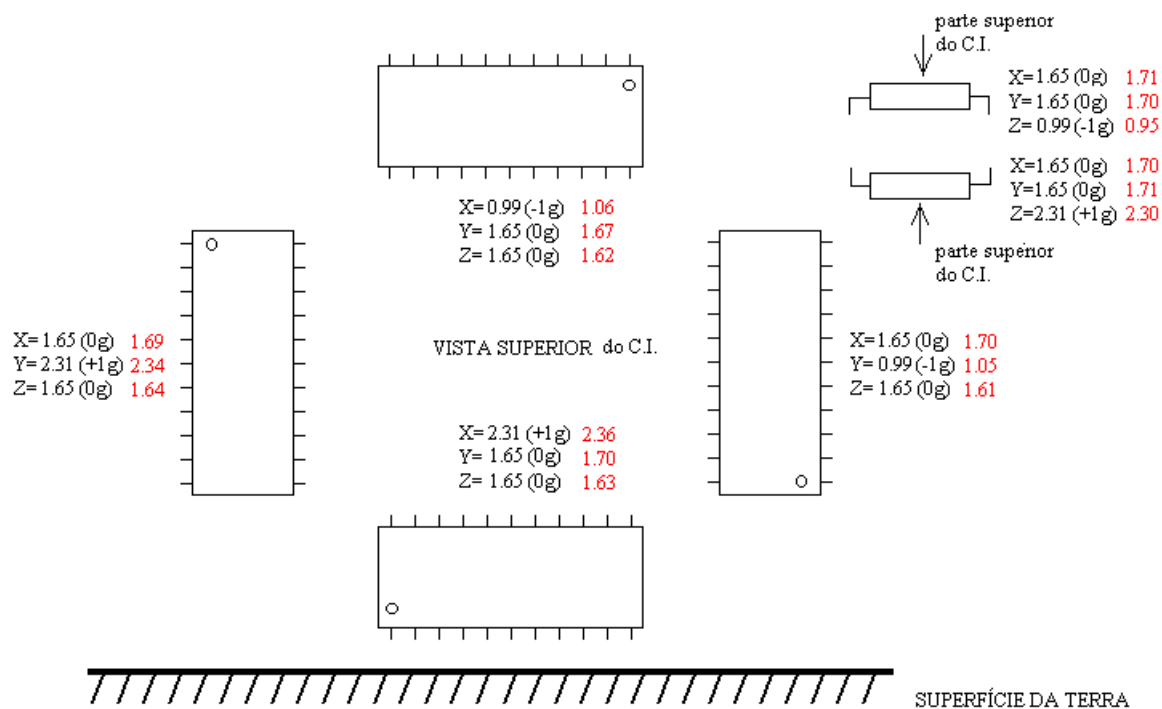 parte superior
do C.I.
X=1.65 (0g) 1.71
Y=1.65 (0g) 1.70
Z=0.99 (-1g) 0.95
X=1.65 (0g) 1.70
Y=1.65 (0g) 1.71
Z=2.31 (+1g) 2.30
parte superior
do C.I.
X=0.99 (-1g) 1.06
Y=1.65 (0g) 1.67
Z=1.65 (0g) 1.62
X=1.65 (0g) 1.69
Y=2.31 (+1g) 2.34
Z=1.65 (0g) 1.64
VISTA SUPERIOR do C.I.
X=1.65 (0g) 1.70
Y=0.99 (-1g) 1.05
Z=1.65 (0g) 1.61
X=2.31 (+1g) 2.36
Y=1.65 (0g) 1.70
Z=1.65 (0g) 1.63
SUPERFÍCIE DA TERRA